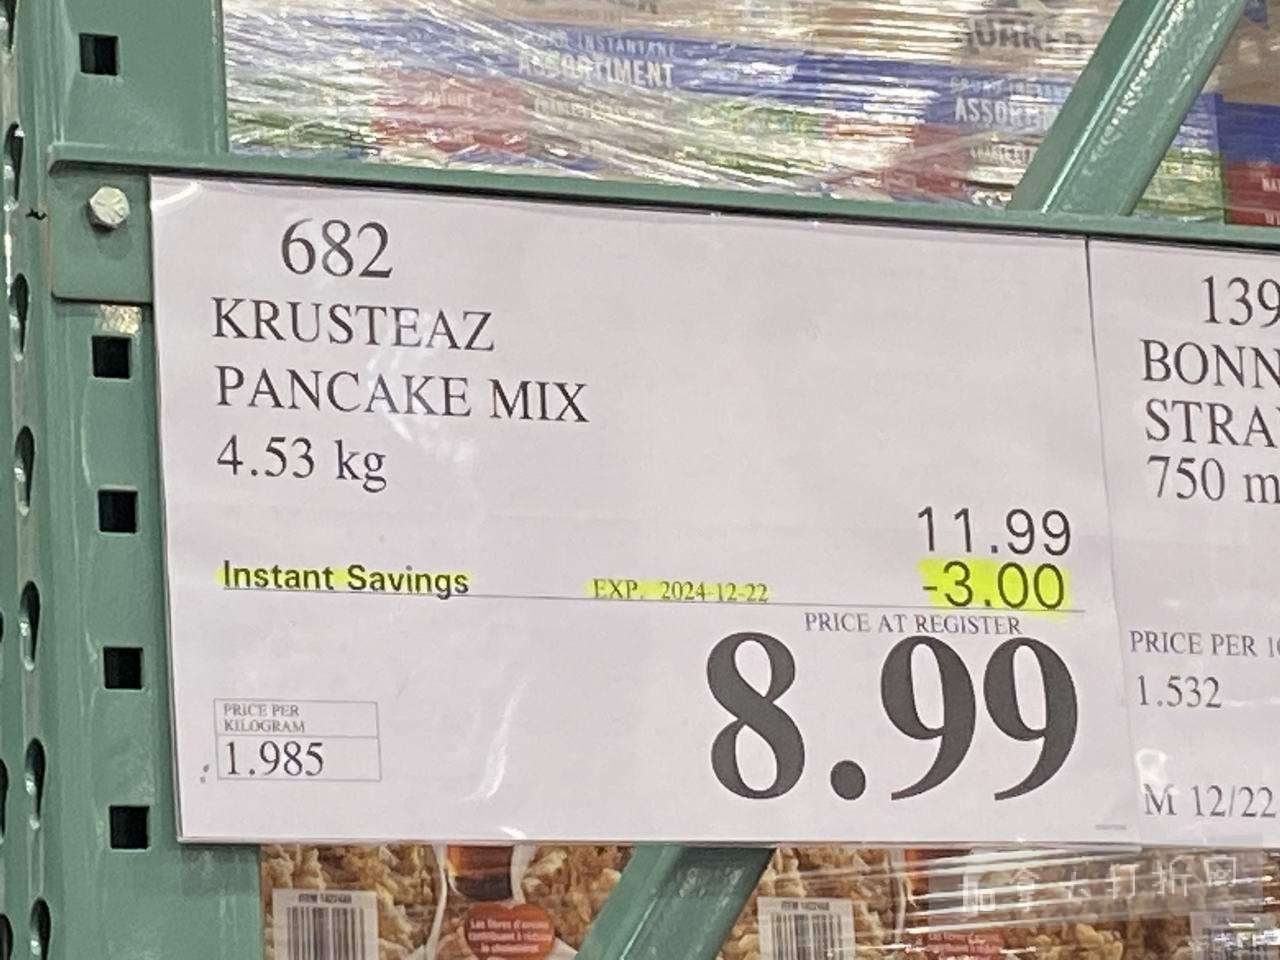 INSTANTANÉ
ASSORTIMENT
QUAKER
682
KRUSTEAZ
PANCAKE MIX
4.53 kg
11.99
Instant Savings EXP. 2024-12-22 -3.00
PRICE AT REGISTER
8.99
PRICE PER
KILOGRAM
1.985
139
BONN
STRA
750 m
PRICE PER 1
1.532
M 12/22
加拿大打折网